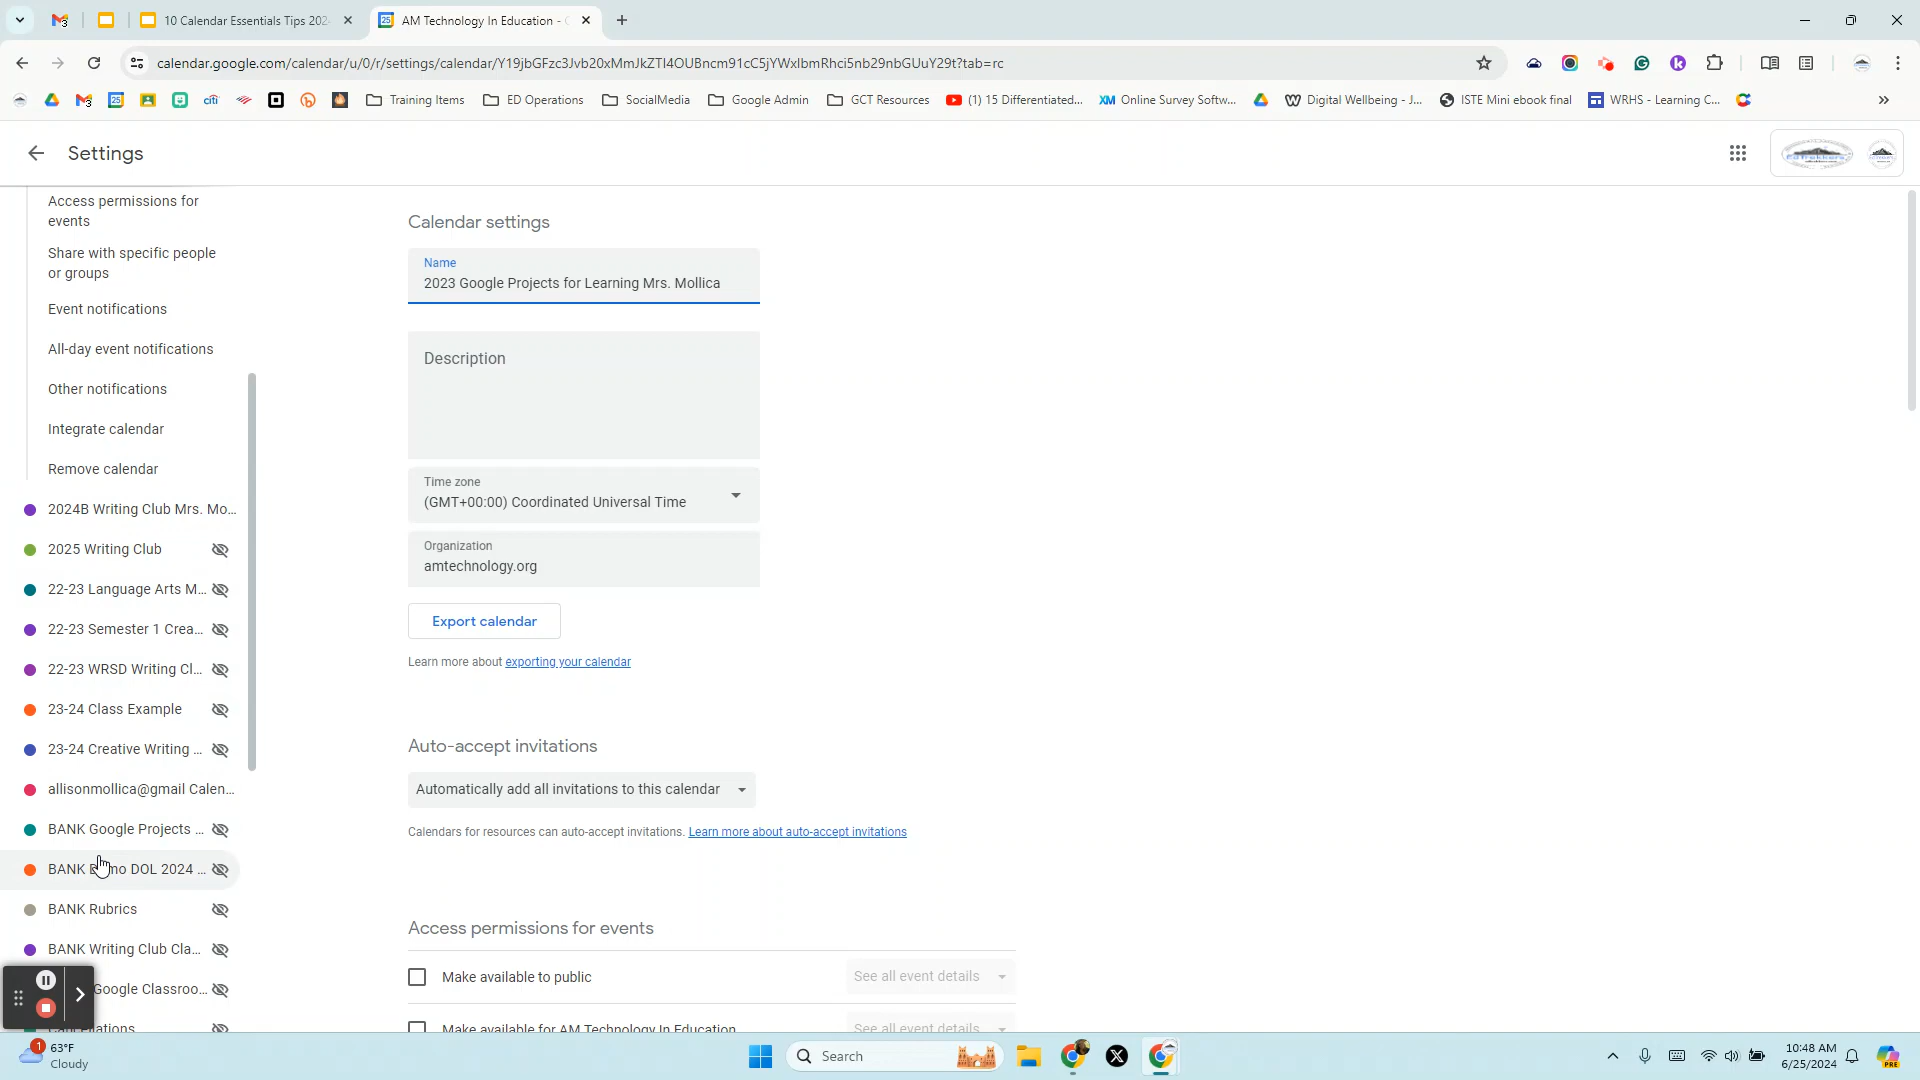 10 Calendar Essentials Tips 202
AM Technology In Education - C
calendar.google.com/calendar/u/0/r/settings/calendar/Y19jbGFzc3Jvb20xMmJkZTI4OUBncm91cC5jYWxlbmRhci5nb29nbGUuY29t?tab=rc
citi
Training Items
ED Operations
SocialMedia
Google Admin
GCT Resources
(1) 15 Differentiated...
XM Online Survey Softw...
Digital Wellbeing - J...
ISTE Mini ebook final
WRHS - Learning C...
Settings
Access permissions for
events
Share with specific people
or groups
Event notifications
All-day event notifications
Other notifications
Integrate calendar
Remove calendar
2024B Writing Club Mrs. Mo...
2025 Writing Club
22-23 Language Arts M...
22-23 Semester 1 Crea...
22-23 WRSD Writing Cl...
23-24 Class Example
23-24 Creative Writing ...
allisonmollica@gmail Calen...
BANK Google Projects ...
BANK Demo DOL 2024 ...
BANK Rubrics
BANK Writing Club Cla...
Google Classroo...
Cancellations
Calendar settings
Name
2023 Google Projects for Learning Mrs. Mollica
Description
Time zone
(GMT+00:00) Coordinated Universal Time
Organization
amtechnology.org
Export calendar
Learn more about exporting your calendar
Auto-accept invitations
Automatically add all invitations to this calendar
Calendars for resources can auto-accept invitations. Learn more about auto-accept invitations
Access permissions for events
Make available to public
See all event details
Make available for AM Technology In Education
See all event details
1
63°F
Cloudy
Search
10:48 AM
6/25/2024
PRE